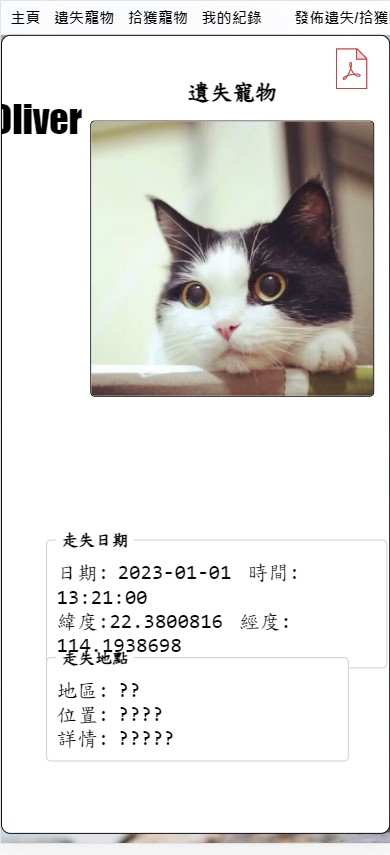 主頁 遺失寵物 拾獲寵物 我的紀錄 發佈遺失/拾獲
遺失寵物
Oliver
走失日期
日期: 2023-01-01 時間:
13:21:00
緯度:22.3800816 經度:
114.1938698
走失地點
地區: ??
位置: ????
詳情: ?????